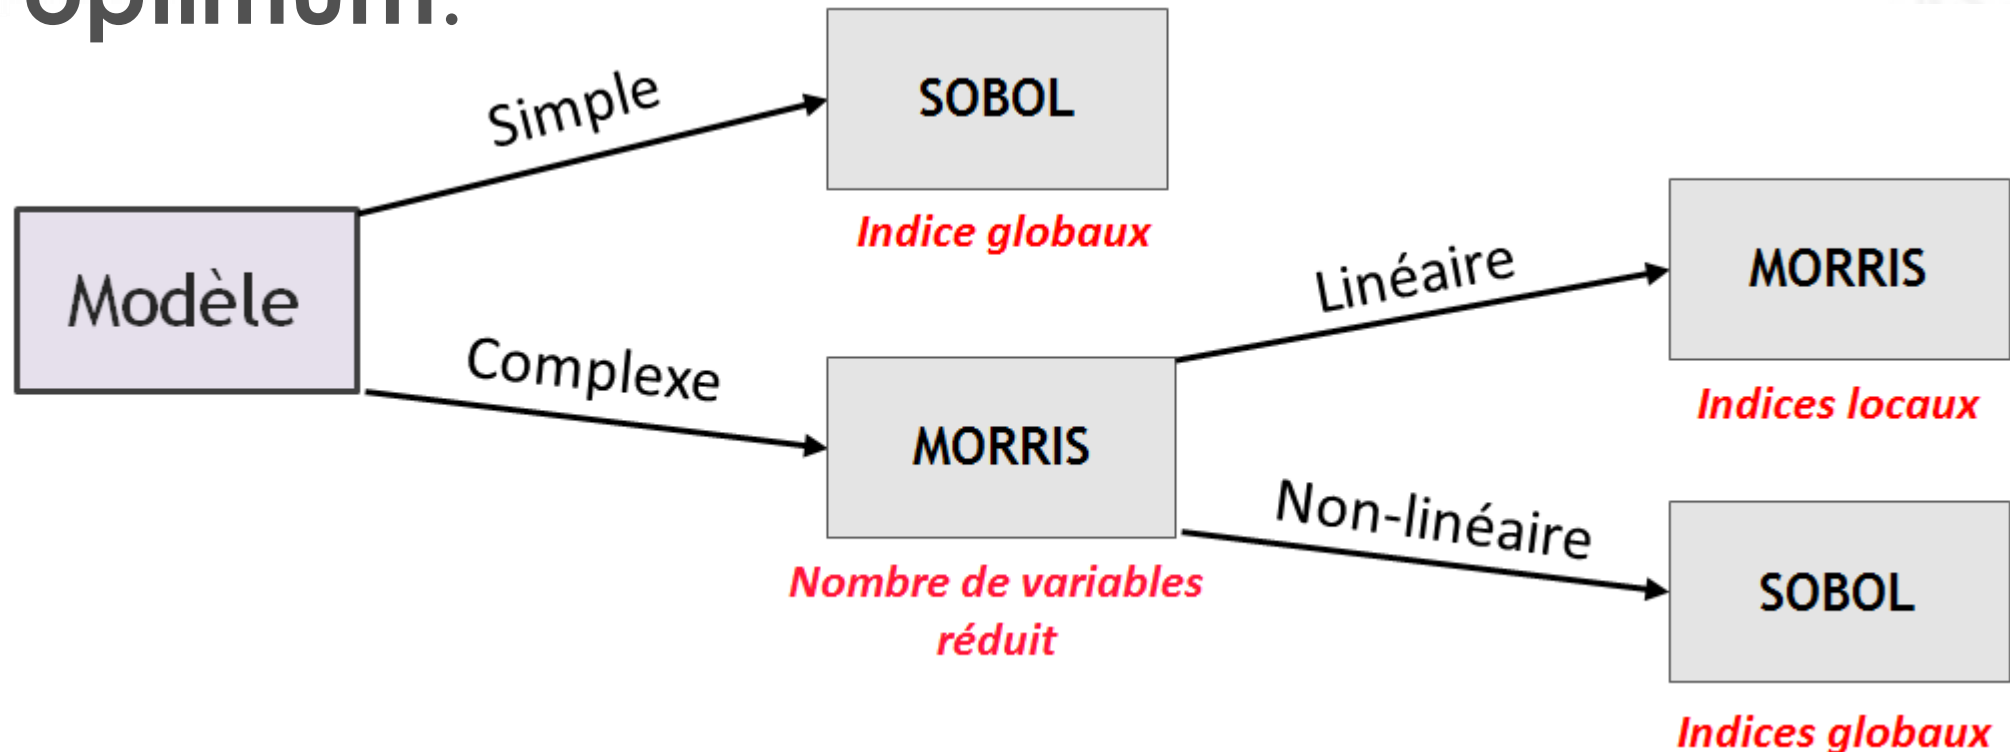 optimum.
Simple
SOBOL
Indice globaux
Modèle
Complexe
MORRIS
Nombre de variables
réduit
Linéaire
MORRIS
Indices locaux
Non-linéaire
SOBOL
Indices globaux